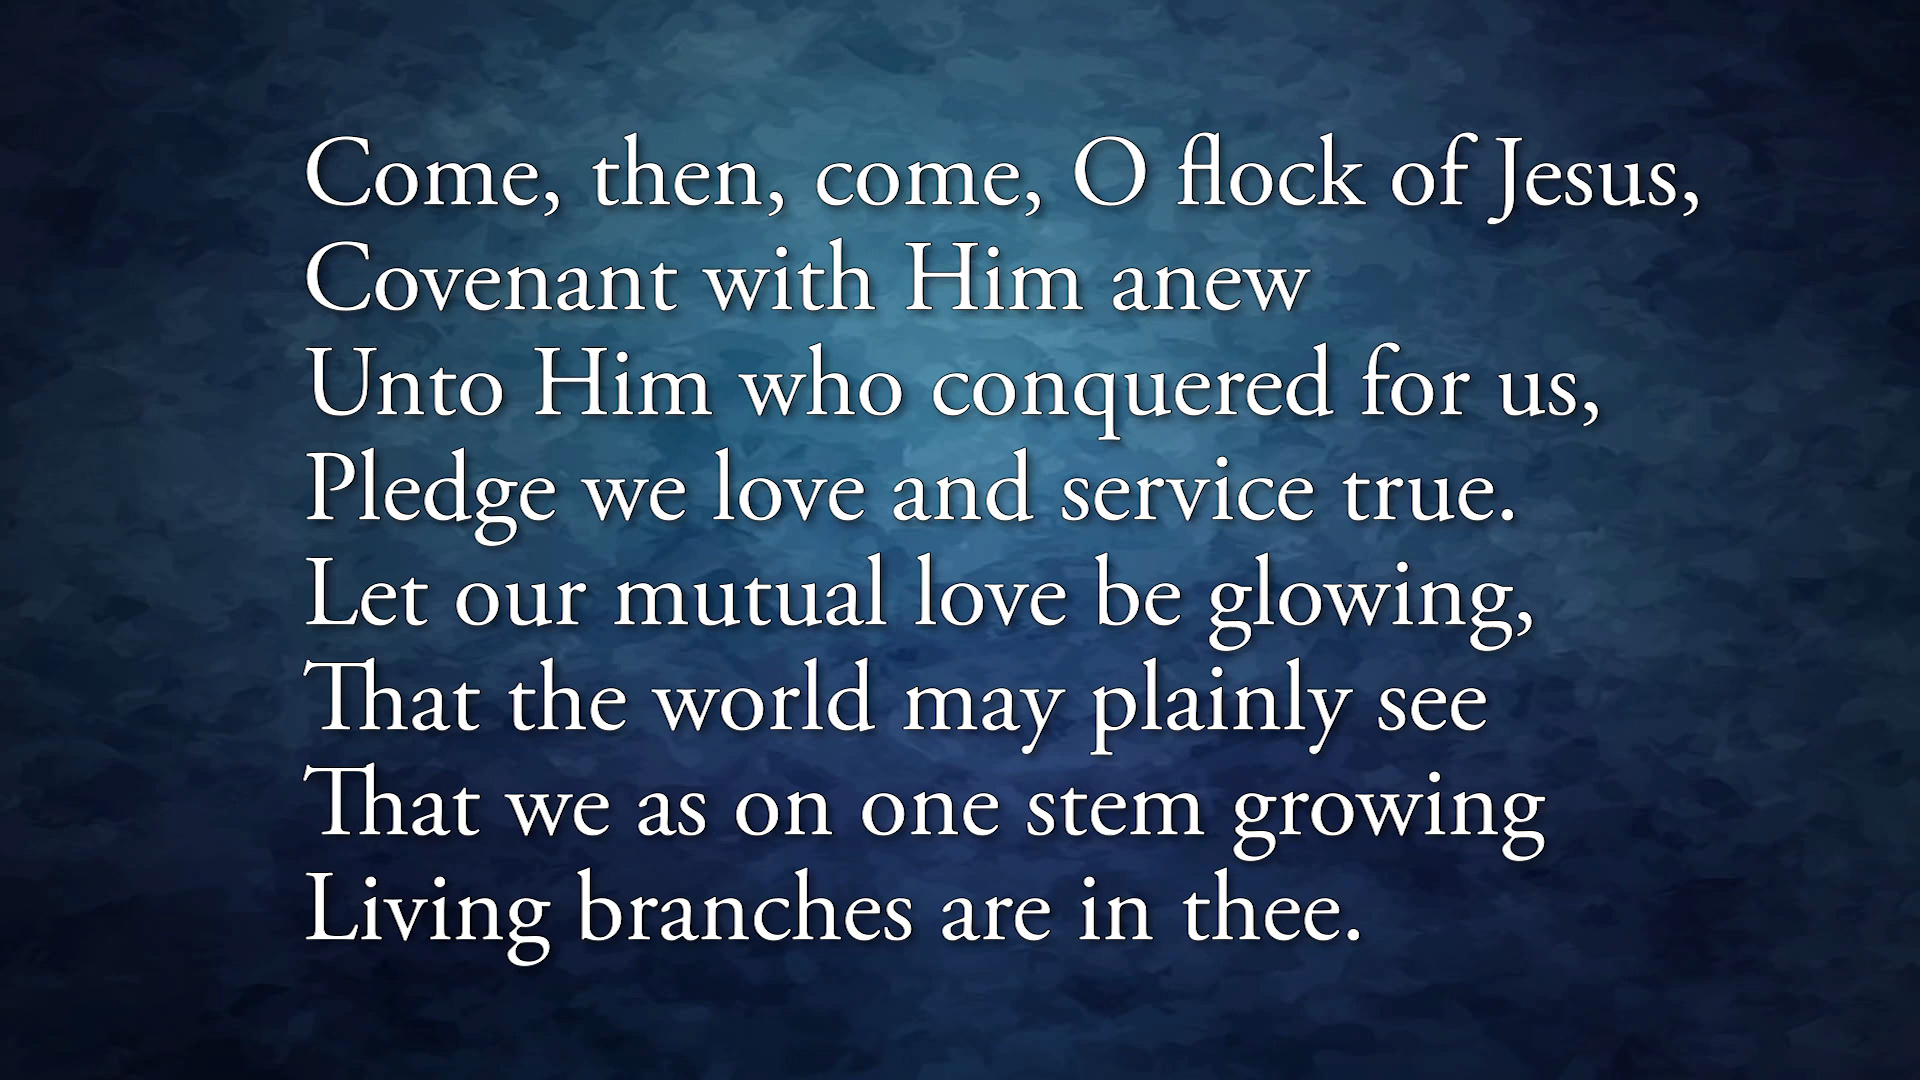 Come, then, come, O flock of Jesus,
Covenant with Him anew
Unto Him who conquered for us,
Pledge we love and service true.
Let our mutual love be glowing,
That the world may plainly see
That we as on one stem growing
Living branches are in thee.